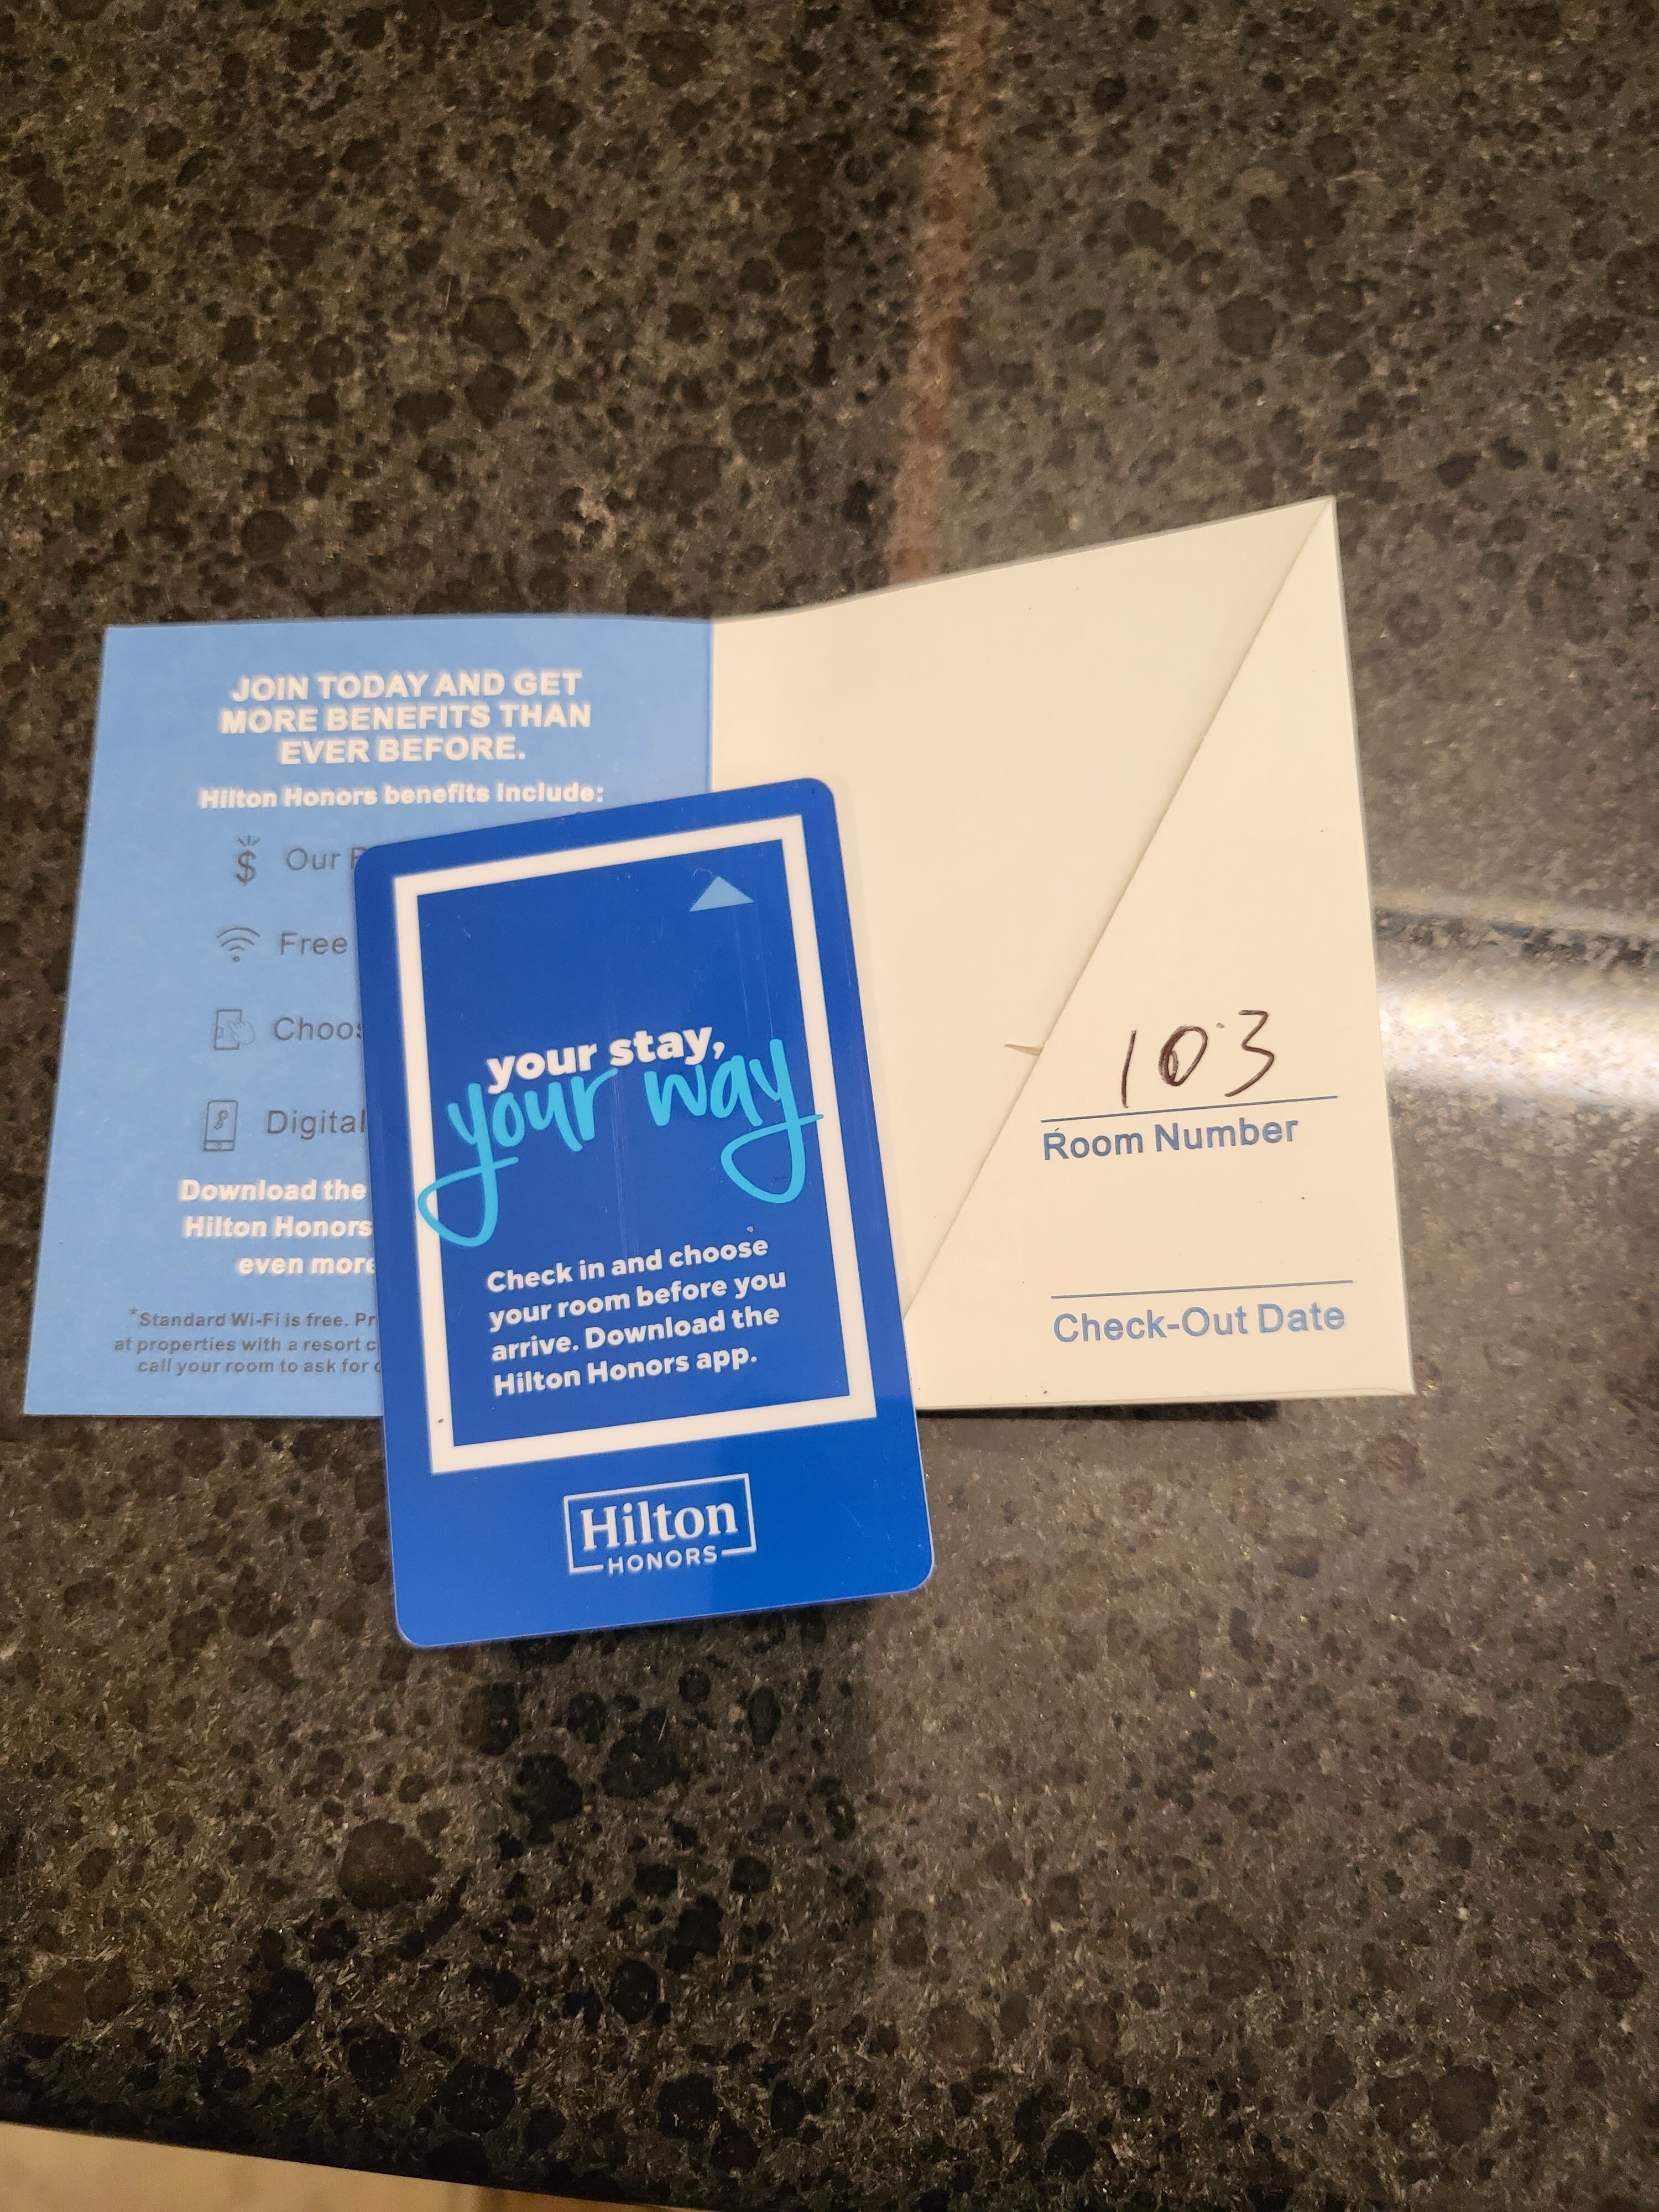 JOIN TODAY AND GET
MORE BENEFITS THAN
EVER BEFORE.
Hilton Honors benefits include:
$ Our
Free
Digital
Download the
Hilton Honors
even more
*Standard Wi-Fi is free.
at properties with a resort
call your room to ask for
your stay,
your way
Check in and choose
your room before you
arrive. Download the
Hilton Honors app.
Hilton
HONORS
103
Room Number
Check-Out Date